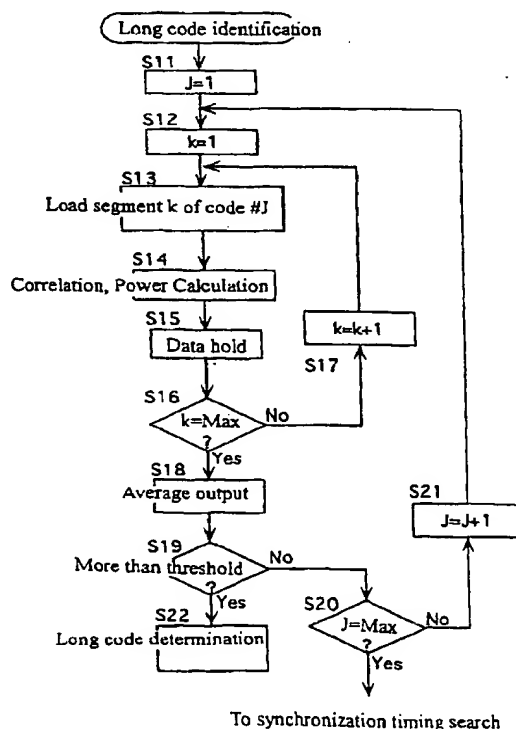 Long code identification
S11
J=1
S12
k=1
S13
Load segment k of code #J
S14
Correlation, Power Calculation
S15
Data hold
k=k+1
S17
S16
k=Max
?
No
Yes
S18
Average output
S21
J=J+1
S19
More than threshold
?
No
Yes
S20
J=Max
?
No
Yes
S22
Long code determination
To synchronization timing search